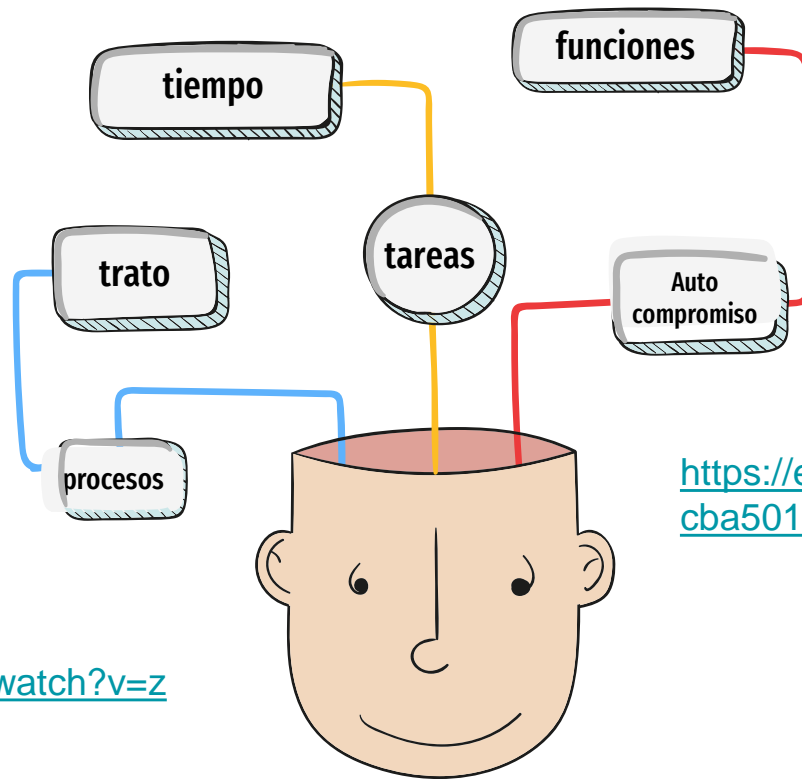 funciones
tiempo
tareas
trato
Auto
compromiso
procesos
https://e
cba501
watch?v=z